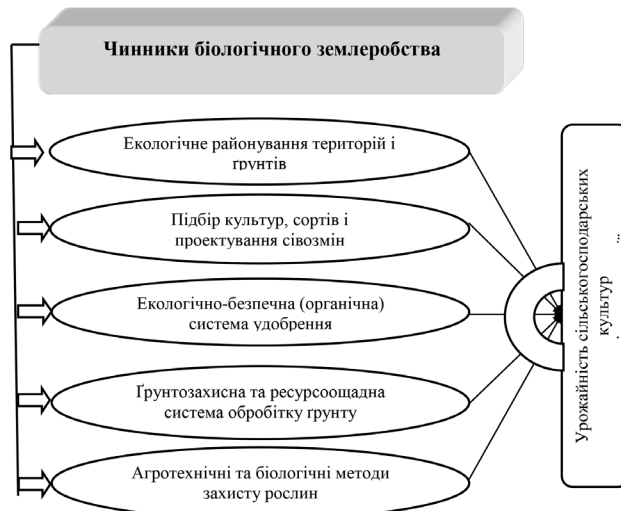 Чинники біологічного землеробства
Екологічне районування територій і
ґрунтів
Підбір культур, сортів і
проектування сівозмін
Екологічно-безпечна (органічна)
система удобрення
Ґрунтозахисна та ресурсоощадна
система обробітку ґрунту
Агротехнічні та біологічні методи
захисту рослин
Урожайність сільськогосподарських
культур